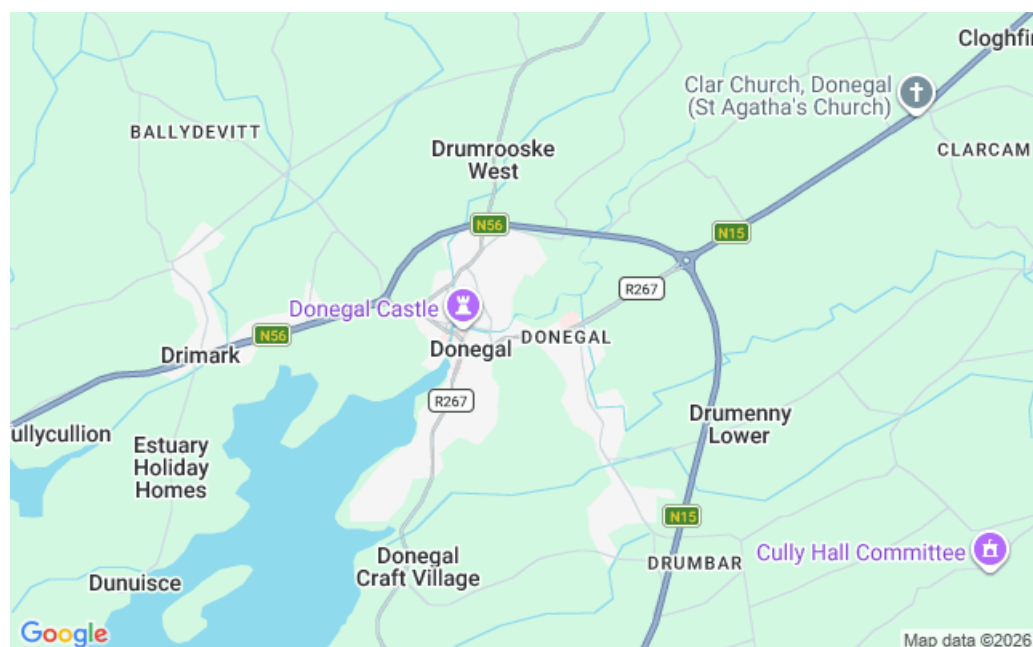 Cloghfi
Clar Church, Donegal
(St Agatha's Church)
BALLYDEVITT
Drumrooske
West
CLARCAM
N56
N15
R267
Donegal Castle
N56
DONEGAL
Drimark
Donegal
R267
Drumenny
Lower
ullycullion
Estuary
Holiday
Homes
N15
Cully Hall Committee
Donegal
Craft Village
DRUMBAR
Dunuisce
Google
Map data ©2026